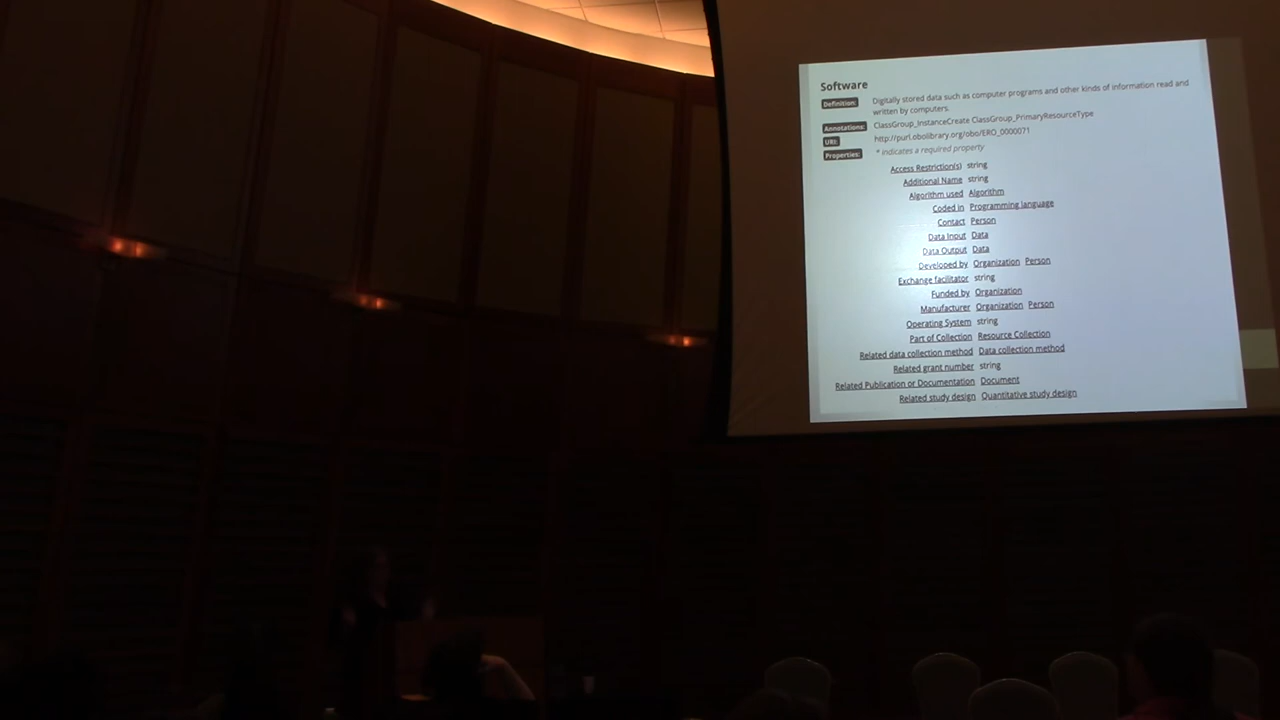 Software
Definition: Digitally stored data such as computer programs and other kinds of information read and
written by computers.
Annotations: ClassGroup_InstanceCreate ClassGroup_PrimaryResourceType
URI: http://purl.obolibrary.org/obo/ERO_0000071
Properties: * indicates a required property
Access Restriction(s) string
Additional Name string
Algorithm used Algorithm
Coded in Programming language
Contact Person
Data Input Data
Data Output Data
Developed by Organization Person
Exchange facilitator string
Funded by Organization
Manufacturer Organization Person
Operating System string
Part of Collection Resource Collection
Related data collection method Data collection method
Related grant number string
Related Publication or Documentation Document
Related study design Quantitative study design